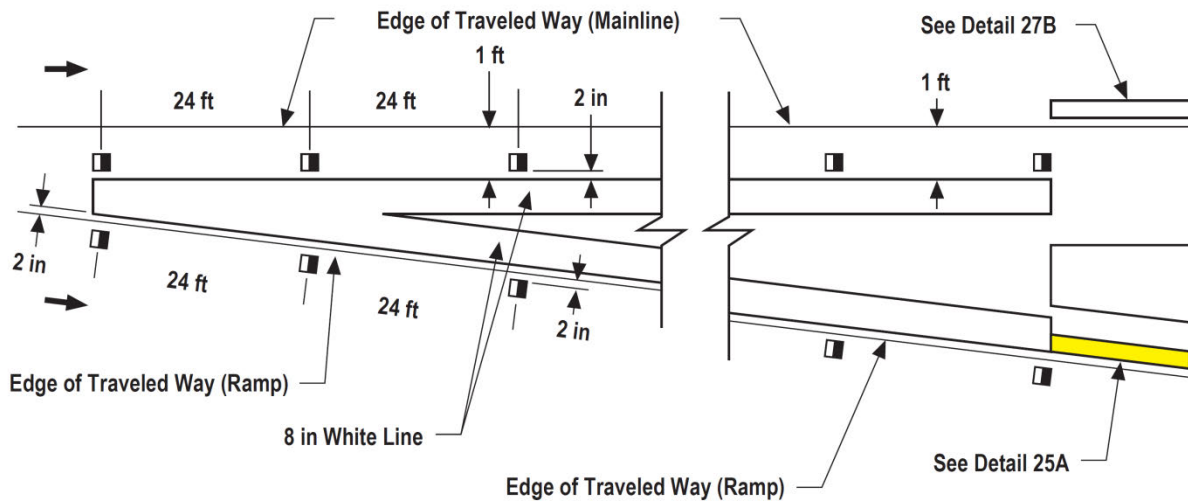 Edge of Traveled Way (Mainline)
See Detail 27B
1 ft
1 ft
24 ft
24 ft
2 in
2 in
24 ft
24 ft
2 in
Edge of Traveled Way (Ramp)
8 in White Line
See Detail 25A
Edge of Traveled Way (Ramp)